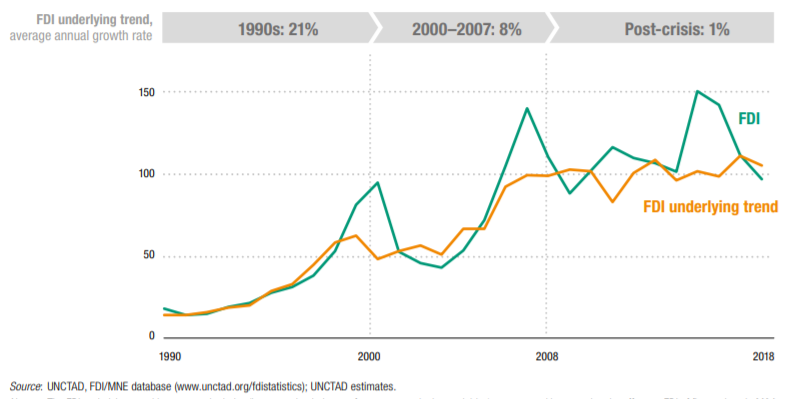 FDI underlying trend,
average annual growth rate
1990s: 21%
2000–2007: 8%
Post-crisis: 1%
150
FDI
100
FDI underlying trend
50
0
1990
2000
2008
2018
Source: UNCTAD, FDI/MNE database (www.unctad.org/fdistatistics); UNCTAD estimates.